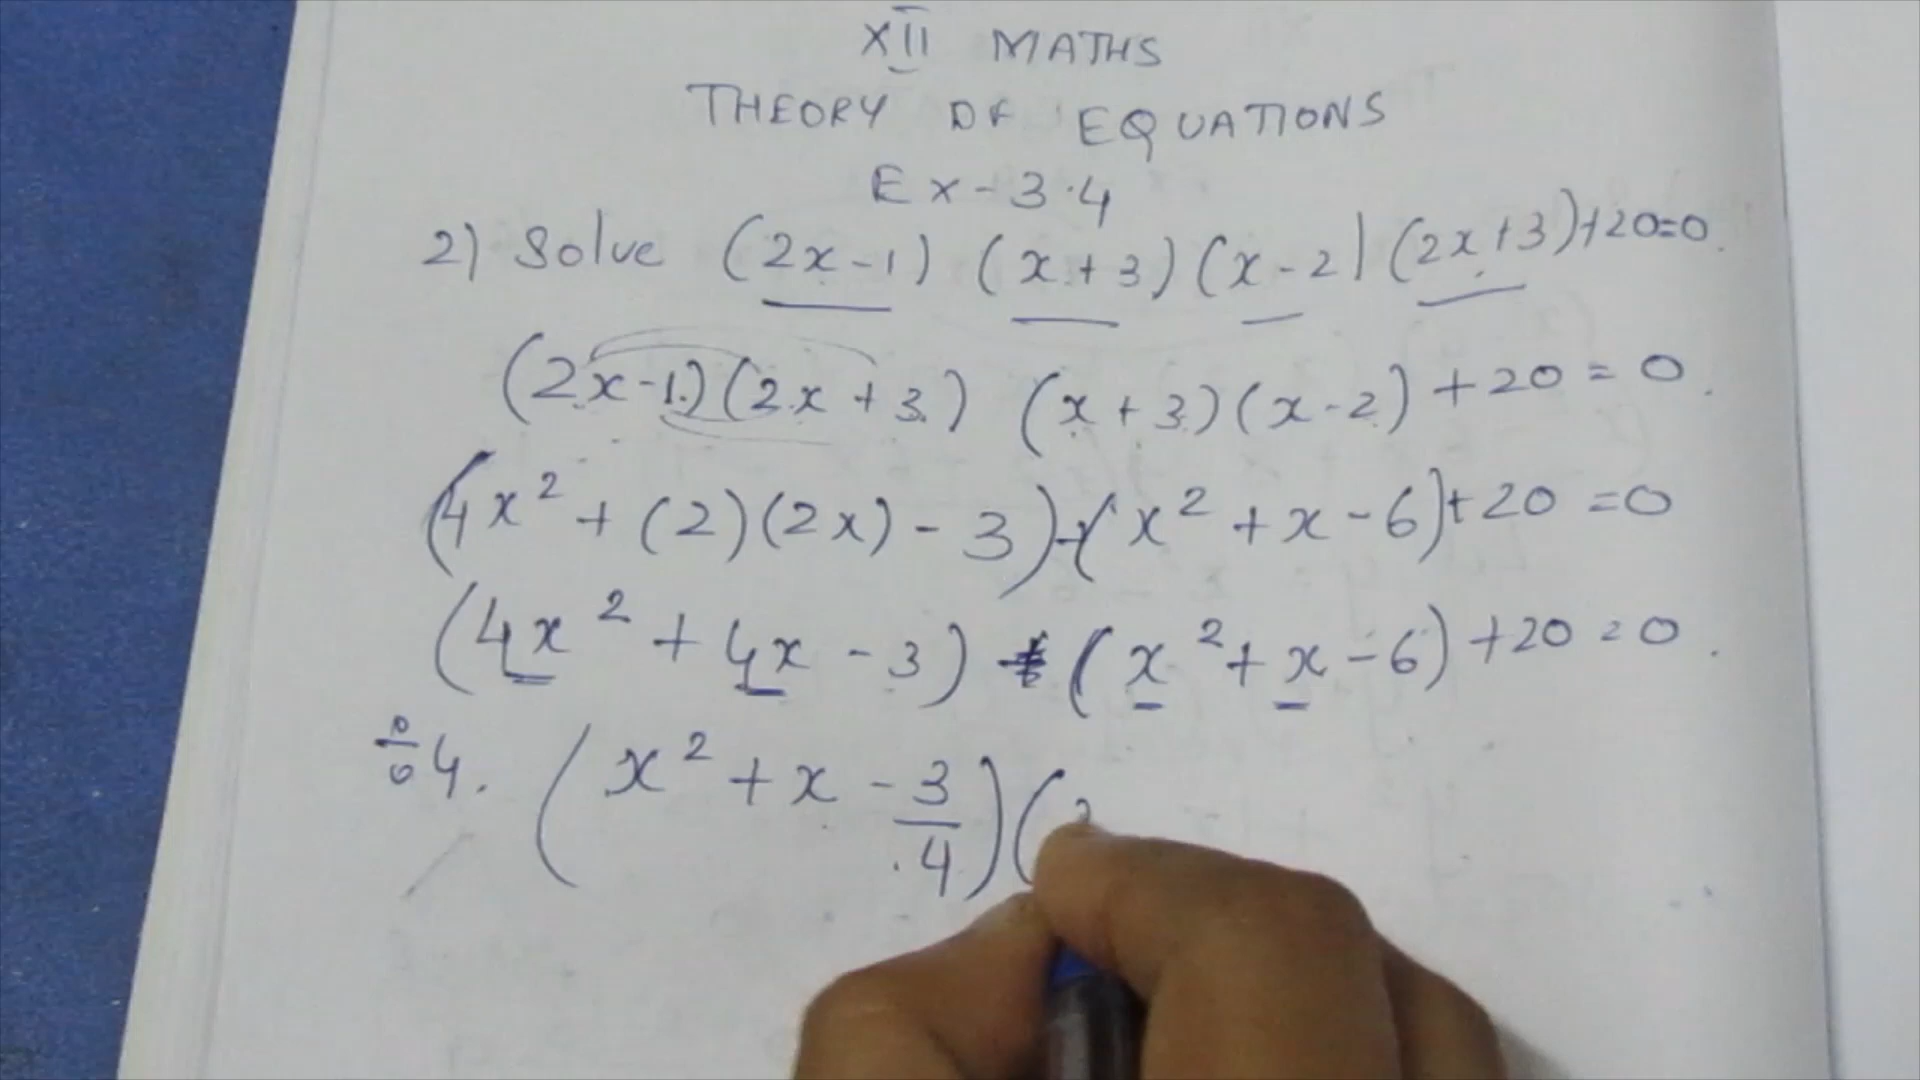 XII MATHS
THEORY OF EQUATIONS
Ex-3.4
2) Solve (2x-1) (x+3) (x-2) (2x+3)+20=0.
(2x-1)(2x+3) (x+3)(x-2)+20=0.
(4x²+(2)(2x)-3)(x²+x-6)+20=0
(4x²+4x-3) (x²+x-6)+20=0.
÷4. (x²+x-3/4)(